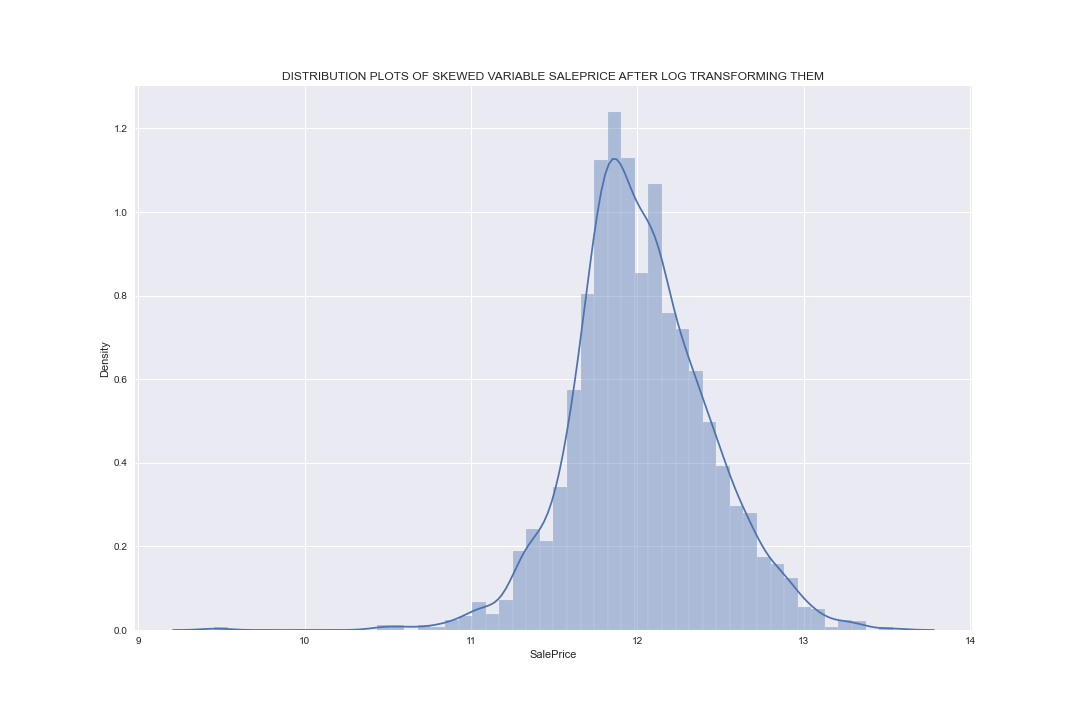 DISTRIBUTION PLOTS OF SKEWED VARIABLE SALEPRICE AFTER LOG TRANSFORMING THEM
1.2
1.0
0.8
0.6
0.4
0.2
0.0
Density
9 10 11 12 13 14
SalePrice